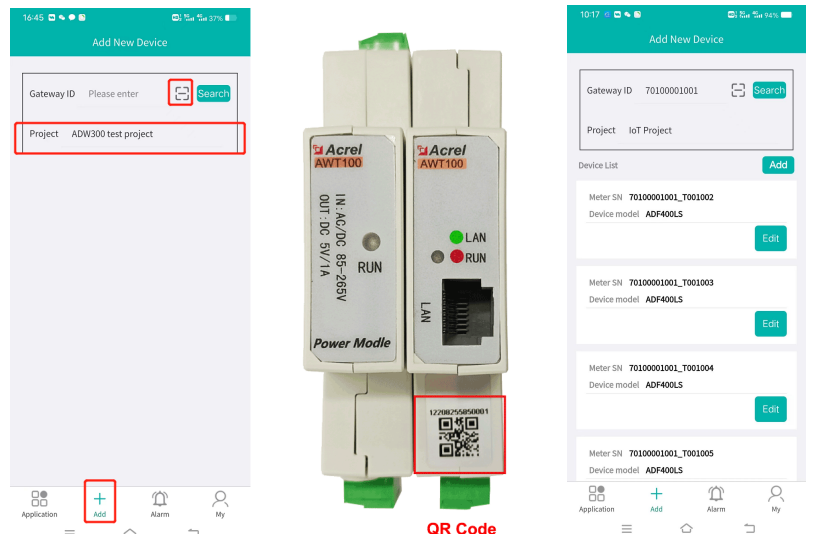 16:45
37%
Add New Device
Gateway ID Please enter Search
Project ADW300 test project
Application Add Alarm My
Acrel
AWT100
IN:AC/DC 85-265V
OUT:DC 5V/1A
RUN
Power Modle
Acrel
AWT100
LAN
RUN
LAN
12208255850001
QR Code
10:17
94%
Add New Device
Gateway ID 70100001001 Search
Project IoT Project
Device List Add
Meter SN 70100001001_T001002
Device model ADF400LS
Edit
Meter SN 70100001001_T001003
Device model ADF400LS
Edit
Meter SN 70100001001_T001004
Device model ADF400LS
Edit
Meter SN 70100001001_T001005
Device model ADF400LS
Application Add Alarm My